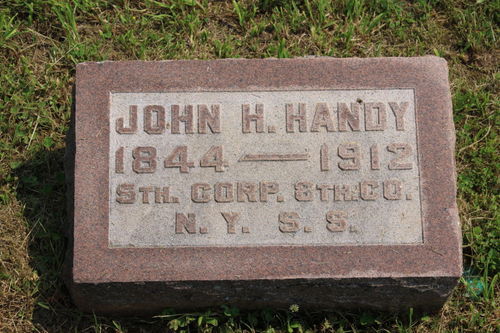 JOHN H. HANDY
1844 — 1912
5TH. CORP. 8TH. CO.
N. Y. S. S.